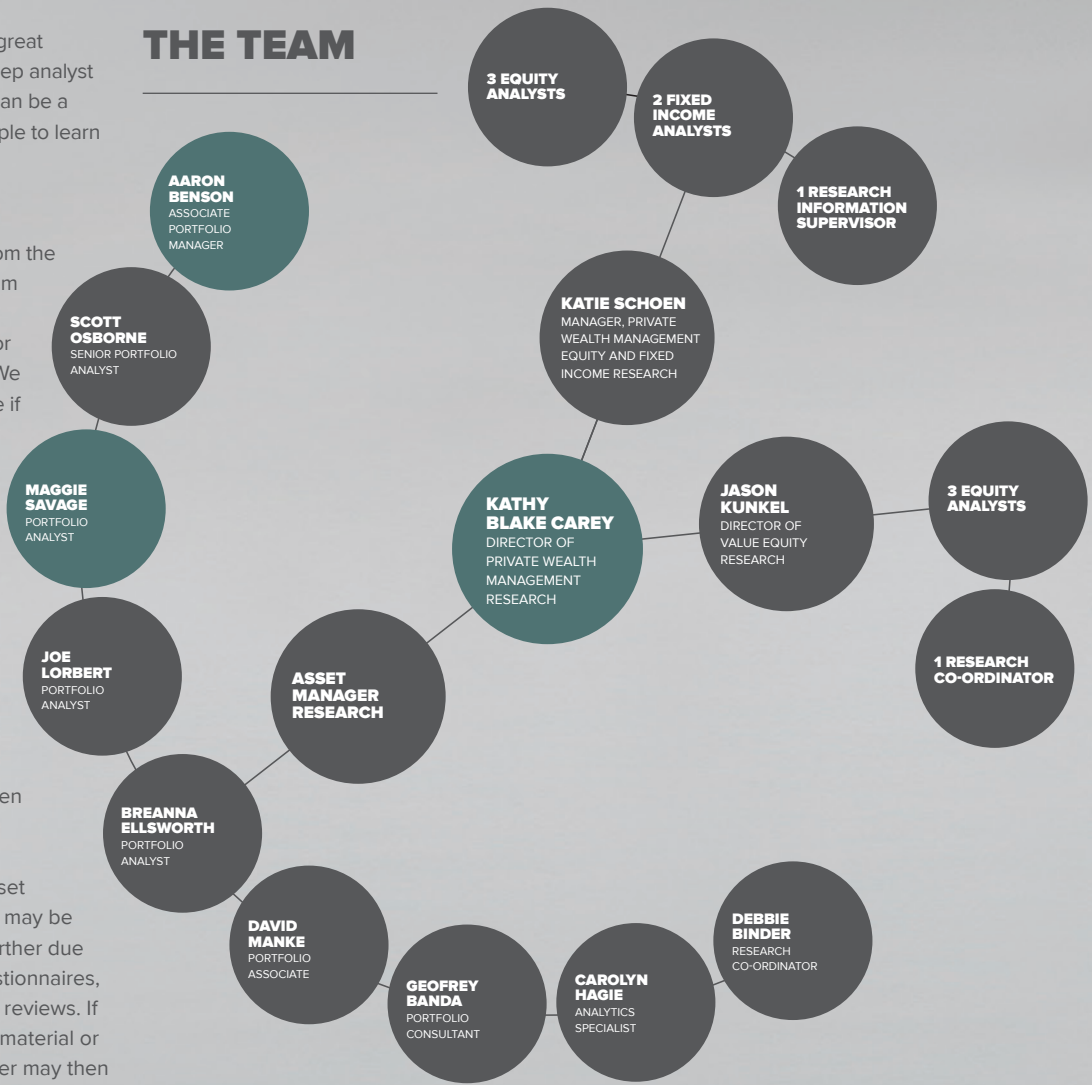 great
ep analyst
an be a
ple to learn
om the
m
or
We
e if
en
set
may be
rther due
stionnaires,
reviews. If
material or
er may then
THE TEAM
3 EQUITY
ANALYSTS
2 FIXED
INCOME
ANALYSTS
1 RESEARCH
INFORMATION
SUPERVISOR
AARON
BENSON
ASSOCIATE
PORTFOLIO
MANAGER
SCOTT
OSBORNE
SENIOR PORTFOLIO
ANALYST
KATIE SCHOEN
MANAGER, PRIVATE
WEALTH MANAGEMENT
EQUITY AND FIXED
INCOME RESEARCH
MAGGIE
SAVAGE
PORTFOLIO
ANALYST
KATHY
BLAKE CAREY
DIRECTOR OF
PRIVATE WEALTH
MANAGEMENT
RESEARCH
JASON
KUNKEL
DIRECTOR OF
VALUE EQUITY
RESEARCH
3 EQUITY
ANALYSTS
1 RESEARCH
CO-ORDINATOR
JOE
LORBERT
PORTFOLIO
ANALYST
ASSET
MANAGER
RESEARCH
BREANNA
ELLSWORTH
PORTFOLIO
ANALYST
DAVID
MANKE
PORTFOLIO
ASSOCIATE
GEOFREY
BANDA
PORTFOLIO
CONSULTANT
CAROLYN
HAGIE
ANALYTICS
SPECIALIST
DEBBIE
BINDER
RESEARCH
CO-ORDINATOR